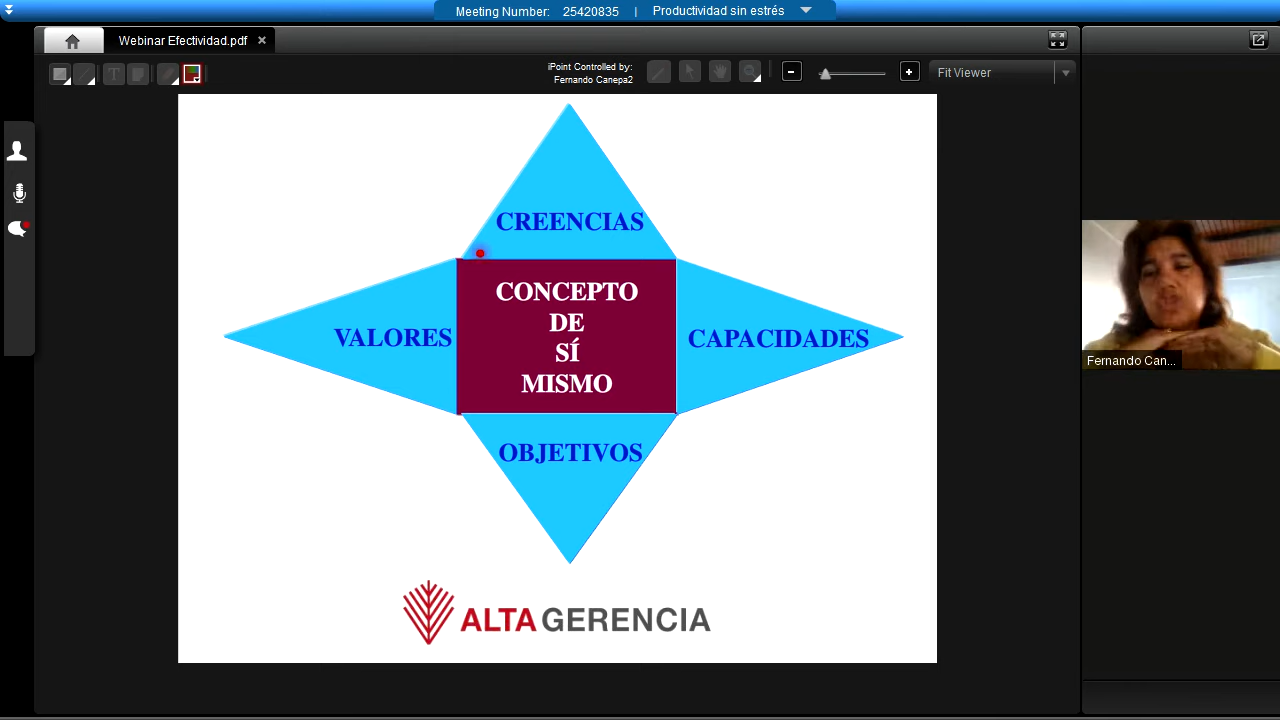 Meeting Number: 25420835 | Productividad sin estrés
Webinar Efectividad.pdf
iPoint Controlled by:
Fernando Canepa2
Fit Viewer
CREENCIAS
VALORES
CONCEPTO
DE
SÍ
MISMO
CAPACIDADES
OBJETIVOS
ALTA GERENCIA
Fernando Can...